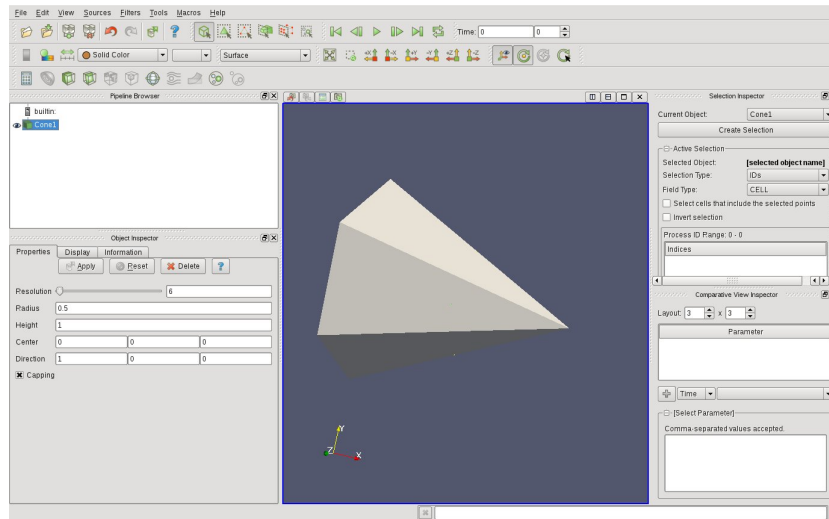 File Edit View Sources Filters Tools Macros Help
Time: 0 0
Solid Color Surface
Pipeline Browser
builtin:
Cone1
Object Inspector
Properties Display Information
Apply Reset Delete ?
Resolution 6
Radius 0.5
Height 1
Center 0 0 0
Direction 1 0 0
Capping
Y
Z X
Selection Inspector
Current Object: Cone1
Create Selection
Active Selection
Selected Object: [selected object name]
Selection Type: IDs
Field Type: CELL
Select cells that include the selected points
Invert selection
Process ID Range: 0 - 0
Indices
Comparative View Inspector
Layout: 3 x 3
Parameter
Time
[Select Parameter]
Comma-separated values accepted.